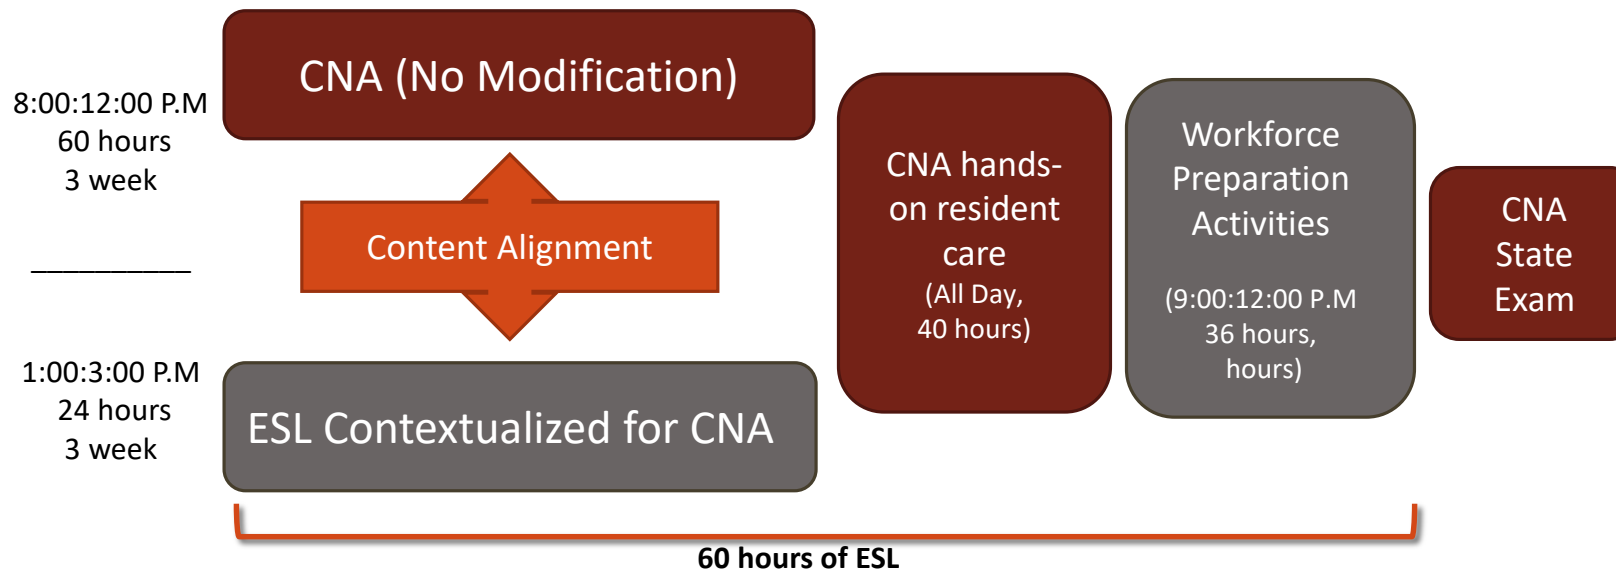 8:00:12:00 P.M
60 hours
3 week
__________
1:00:3:00 P.M
24 hours
3 week
CNA (No Modification)
Content Alignment
ESL Contextualized for CNA
CNA hands-
on resident
care
(All Day,
40 hours)
Workforce
Preparation
Activities
(9:00:12:00 P.M
36 hours,
hours)
CNA
State
Exam
60 hours of ESL